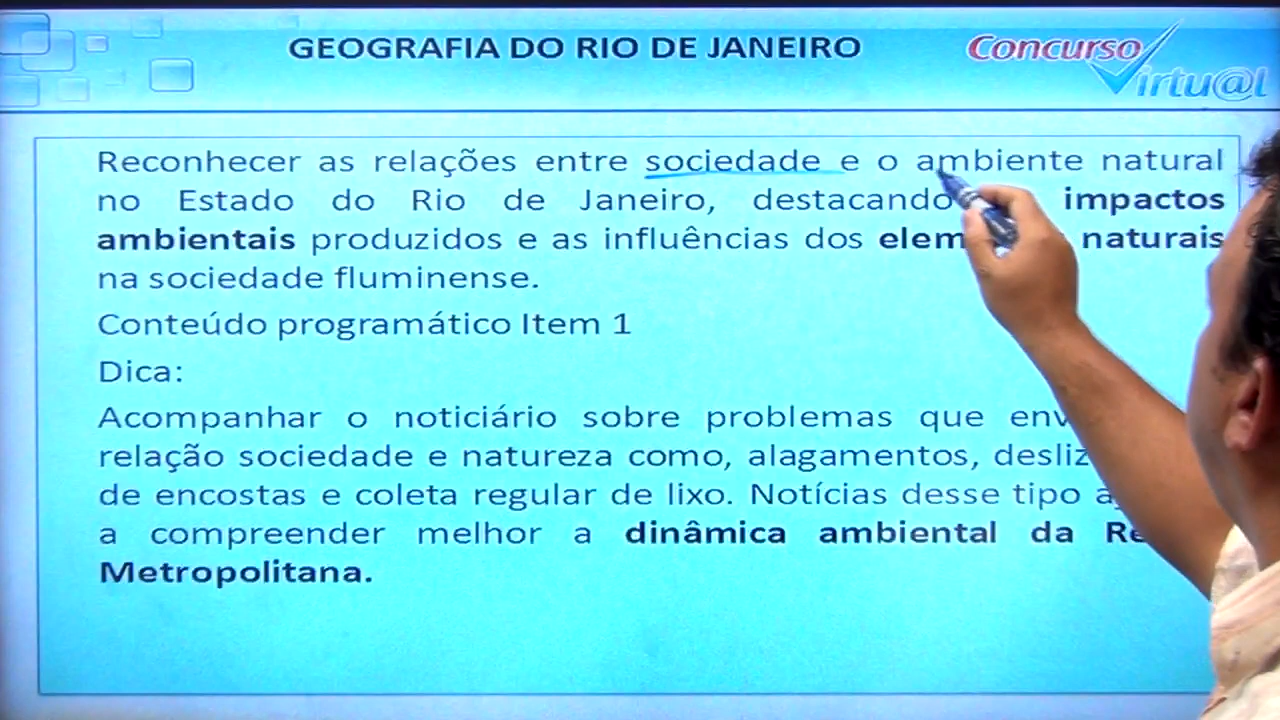 GEOGRAFIA DO RIO DE JANEIRO
Concurso
Virtu@l
Reconhecer as relações entre sociedade e o ambiente natural
no Estado do Rio de Janeiro, destacando impactos
ambientais produzidos e as influências dos naturais
na sociedade fluminense.
Conteúdo programático Item 1
Dica:
Acompanhar o noticiário sobre problemas que
relação sociedade e natureza como, alagamentos,
de encostas e coleta regular de lixo. Notícias desse tipo
a compreender melhor a dinâmica ambiental da
Metropolitana.